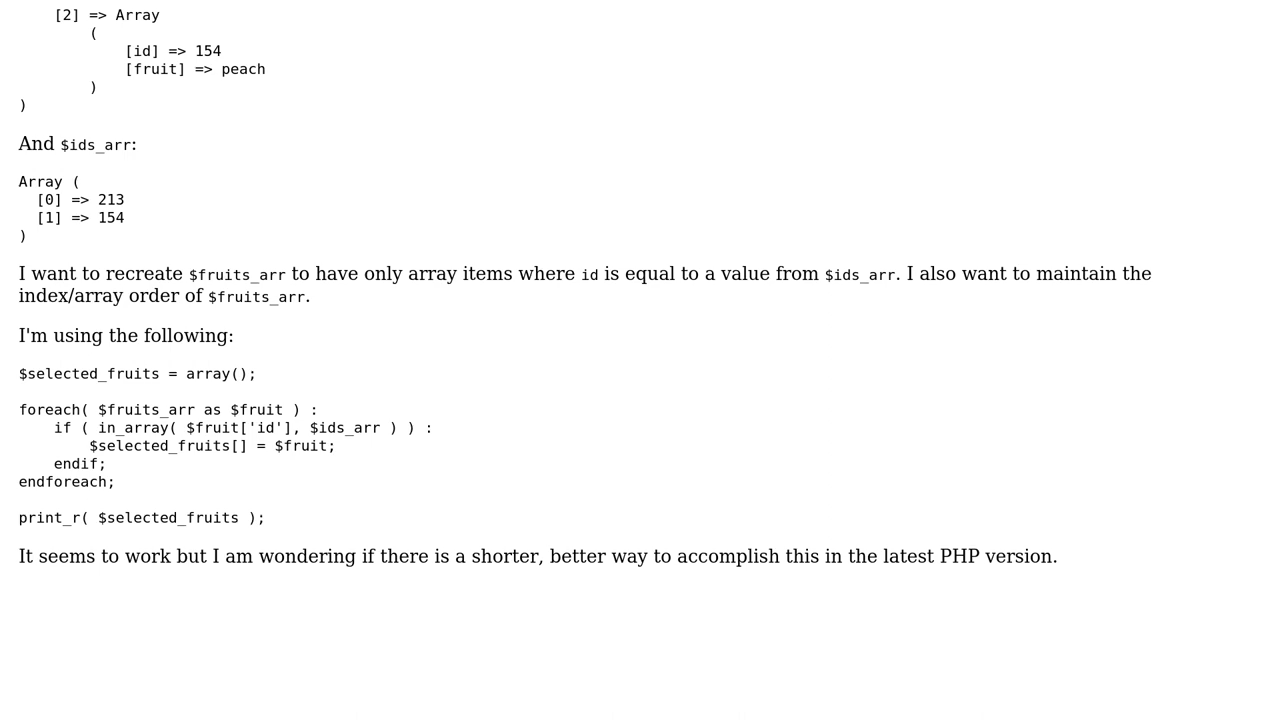 [2] => Array
        (
            [id] => 154
            [fruit] => peach
        )
)
And $ids_arr:
Array (
  [0] => 213
  [1] => 154
)
I want to recreate $fruits_arr to have only array items where id is equal to a value from $ids_arr. I also want to maintain the
index/array order of $fruits_arr.
I'm using the following:
$selected_fruits = array();
foreach( $fruits_arr as $fruit ) :
    if ( in_array( $fruit['id'], $ids_arr ) ) :
        $selected_fruits[] = $fruit;
    endif;
endforeach;
print_r( $selected_fruits );
It seems to work but I am wondering if there is a shorter, better way to accomplish this in the latest PHP version.